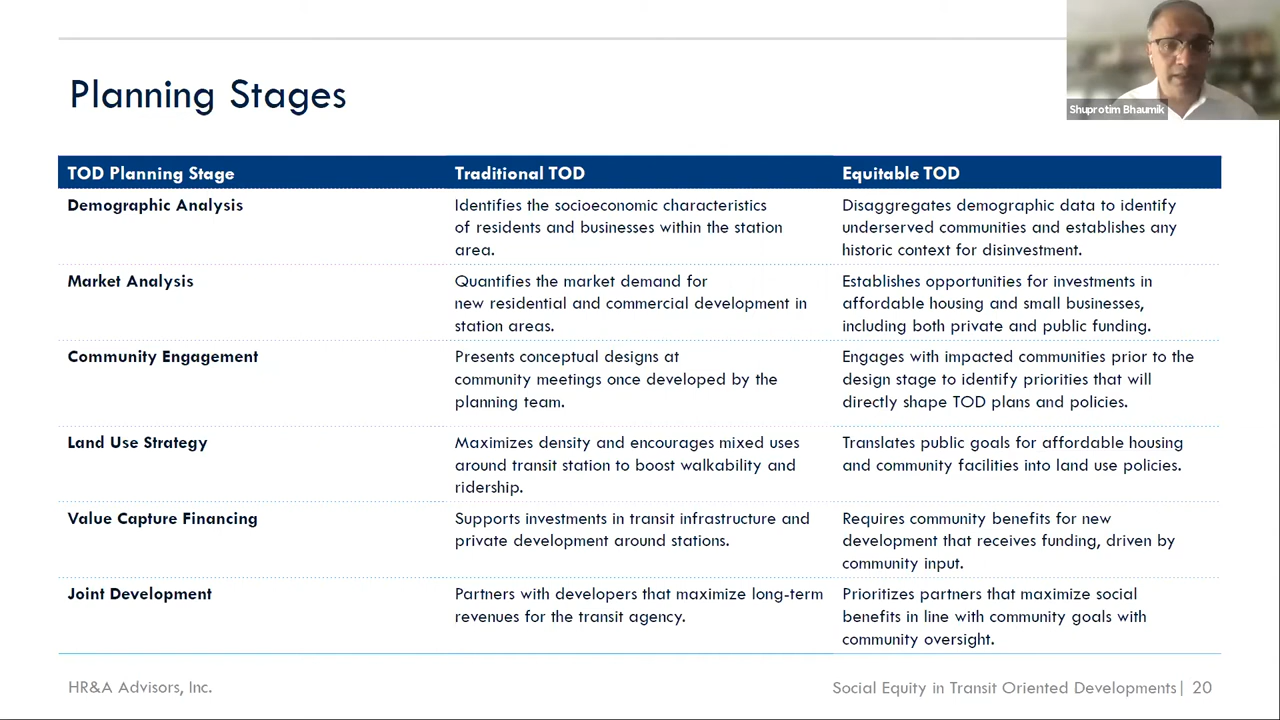 Planning Stages
Shuprotim Bhaumik
TOD Planning Stage
Traditional TOD
Equitable TOD
Demographic Analysis
Identifies the socioeconomic characteristics
of residents and businesses within the station
area.
Disaggregates demographic data to identify
underserved communities and establishes any
historic context for disinvestment.
Market Analysis
Quantifies the market demand for
new residential and commercial development in
station areas.
Establishes opportunities for investments in
affordable housing and small businesses,
including both private and public funding.
Community Engagement
Presents conceptual designs at
community meetings once developed by the
planning team.
Engages with impacted communities prior to the
design stage to identify priorities that will
directly shape TOD plans and policies.
Land Use Strategy
Maximizes density and encourages mixed uses
around transit station to boost walkability and
ridership.
Translates public goals for affordable housing
and community facilities into land use policies.
Value Capture Financing
Supports investments in transit infrastructure and
private development around stations.
Requires community benefits for new
development that receives funding, driven by
community input.
Joint Development
Partners with developers that maximize long-term
revenues for the transit agency.
Prioritizes partners that maximize social
benefits in line with community goals with
community oversight.
HR&A Advisors, Inc.
Social Equity in Transit Oriented Developments| 20